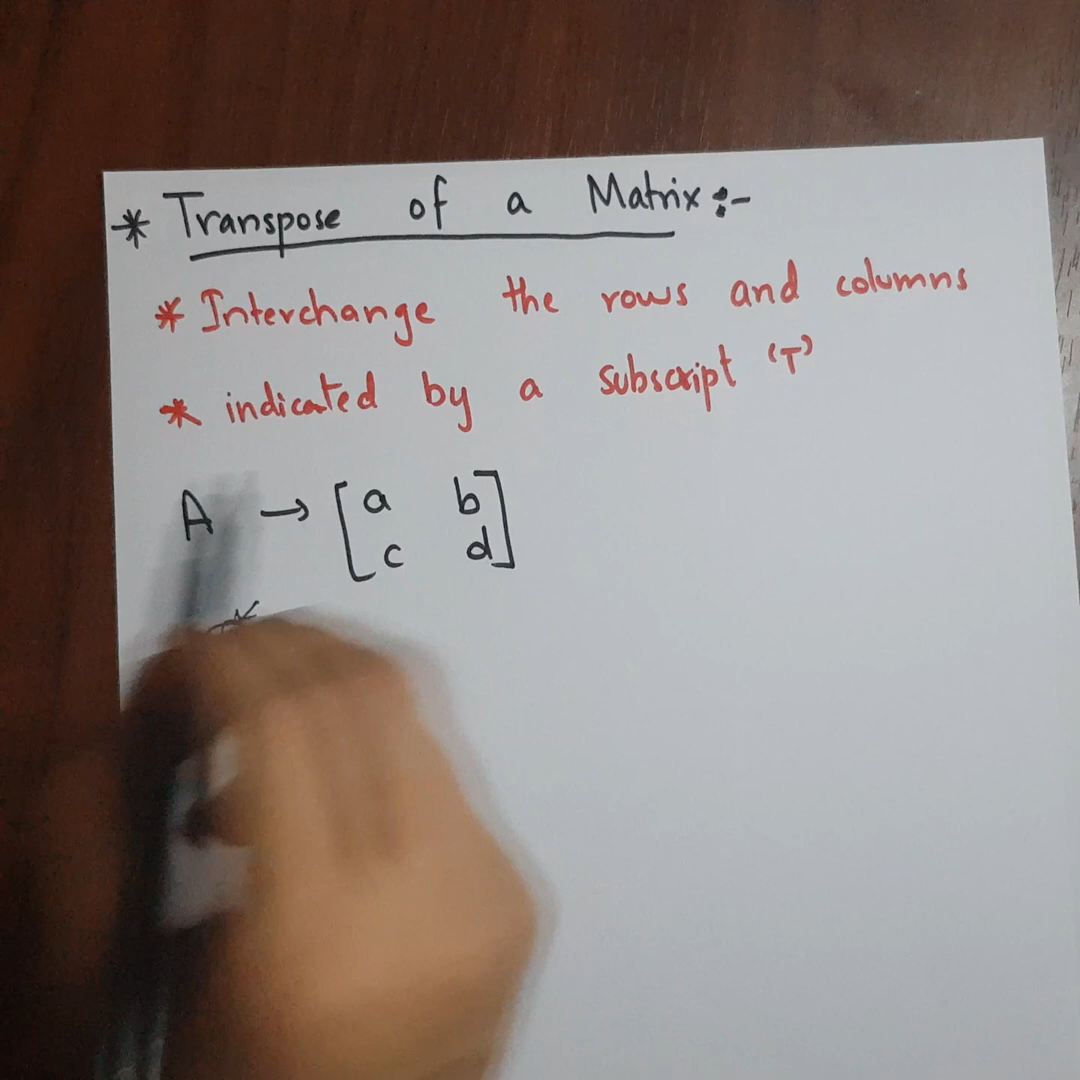 * Transpose of a Matrix:-
* Interchange the rows and columns
* indicated by a subscript 'T'
A → [a b
c d]